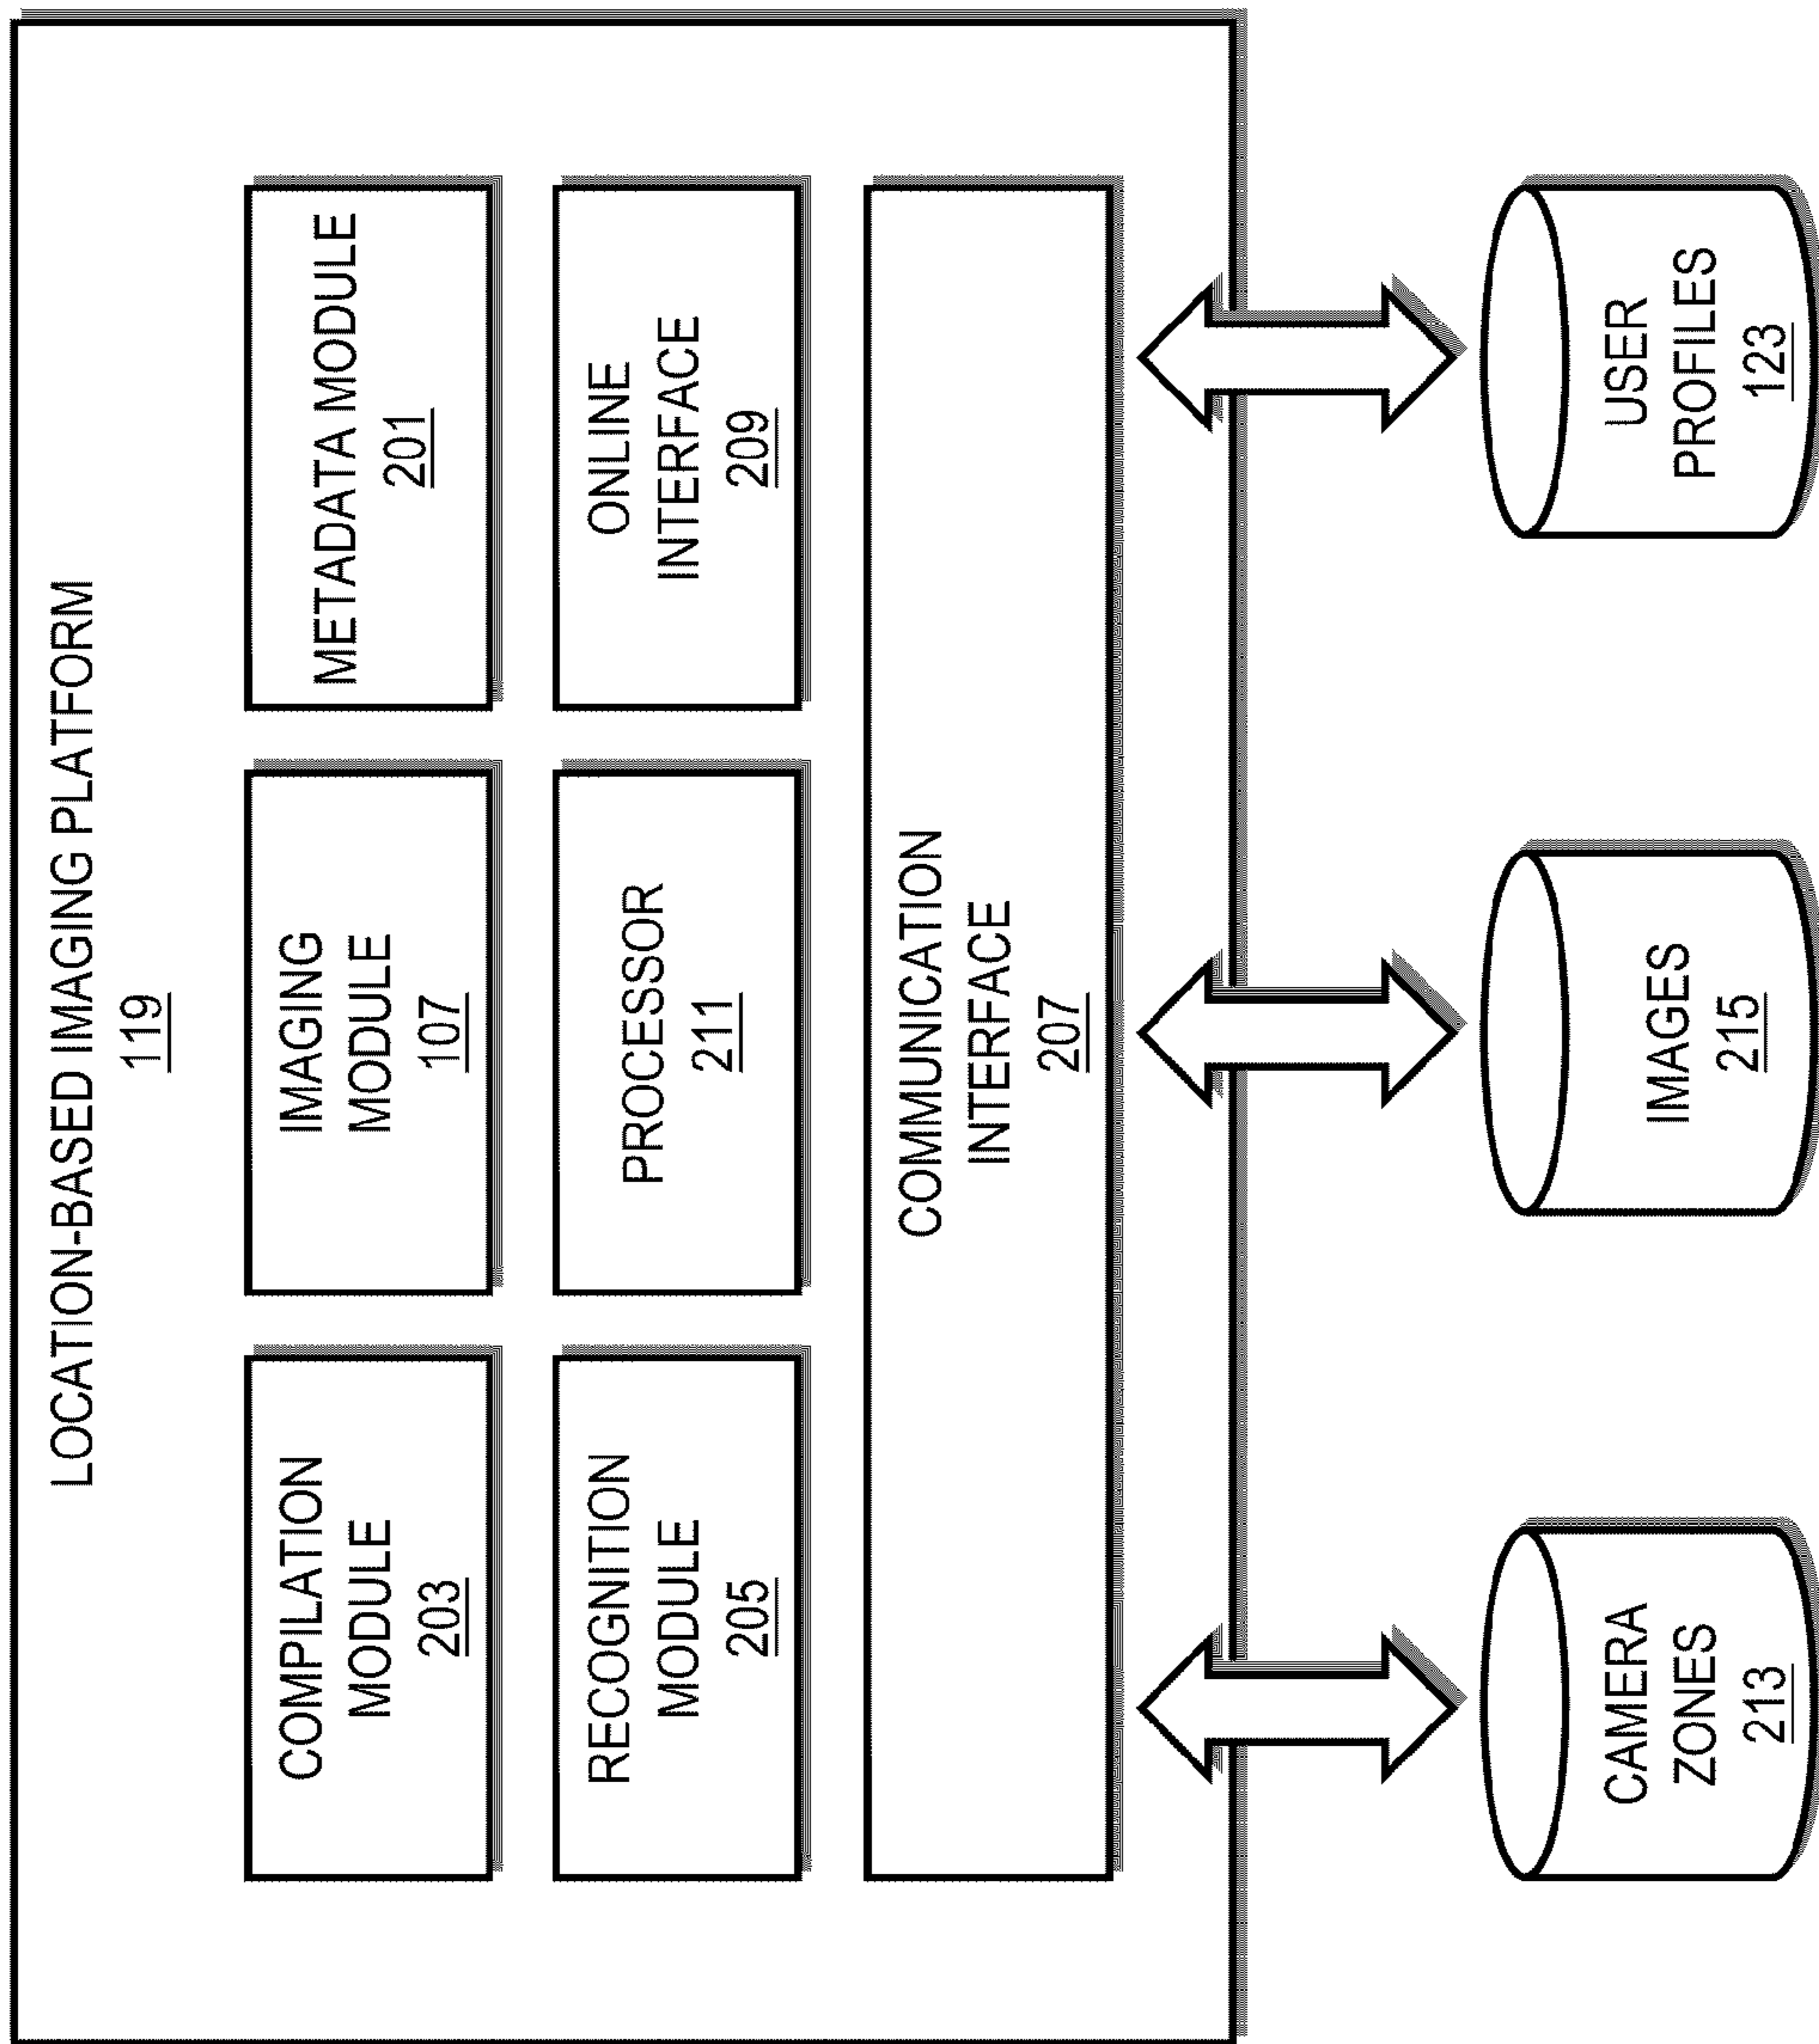 LOCATION-BASED IMAGING PLATFORM
119
COMPILATION
MODULE
203
IMAGING
MODULE
107
METADATA MODULE
201
RECOGNITION
MODULE
205
PROCESSOR
211
ONLINE
INTERFACE
209
COMMUNICATION
INTERFACE
207
CAMERA
ZONES
213
IMAGES
215
USER
PROFILES
123